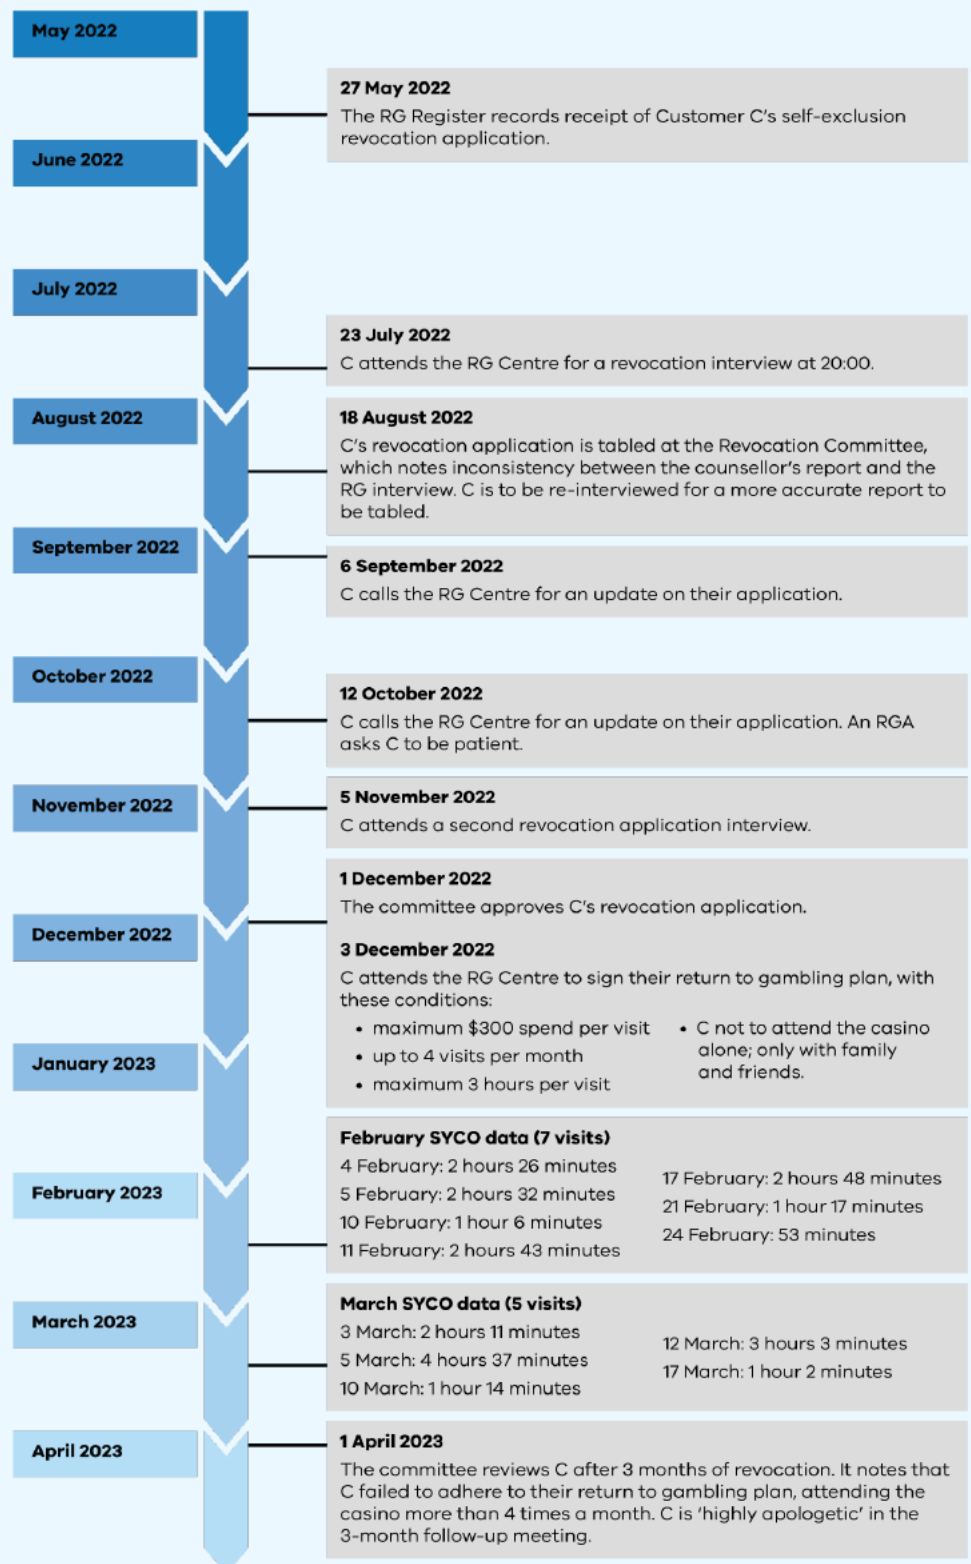 May 2022
27 May 2022
The RG Register records receipt of Customer C's self-exclusion
revocation application.
June 2022
July 2022
23 July 2022
C attends the RG Centre for a revocation interview at 20:00.
August 2022
18 August 2022
C's revocation application is tabled at the Revocation Committee,
which notes inconsistency between the counsellor's report and the
RG interview. C is to be re-interviewed for a more accurate report to
be tabled.
September 2022
6 September 2022
C calls the RG Centre for an update on their application.
October 2022
12 October 2022
C calls the RG Centre for an update on their application. An RGA
asks C to be patient.
November 2022
5 November 2022
C attends a second revocation application interview.
1 December 2022
The committee approves C's revocation application.
December 2022
3 December 2022
C attends the RG Centre to sign their return to gambling plan, with
these conditions:
• maximum $300 spend per visit
• up to 4 visits per month
• maximum 3 hours per visit
• C not to attend the casino
alone; only with family
and friends.
January 2023
February SYCO data (7 visits)
4 February: 2 hours 26 minutes
5 February: 2 hours 32 minutes
10 February: 1 hour 6 minutes
11 February: 2 hours 43 minutes
17 February: 2 hours 48 minutes
21 February: 1 hour 17 minutes
24 February: 53 minutes
February 2023
March 2023
March SYCO data (5 visits)
3 March: 2 hours 11 minutes
5 March: 4 hours 37 minutes
10 March: 1 hour 14 minutes
12 March: 3 hours 3 minutes
17 March: 1 hour 2 minutes
April 2023
1 April 2023
The committee reviews C after 3 months of revocation. It notes that
C failed to adhere to their return to gambling plan, attending the
casino more than 4 times a month. C is 'highly apologetic' in the
3-month follow-up meeting.